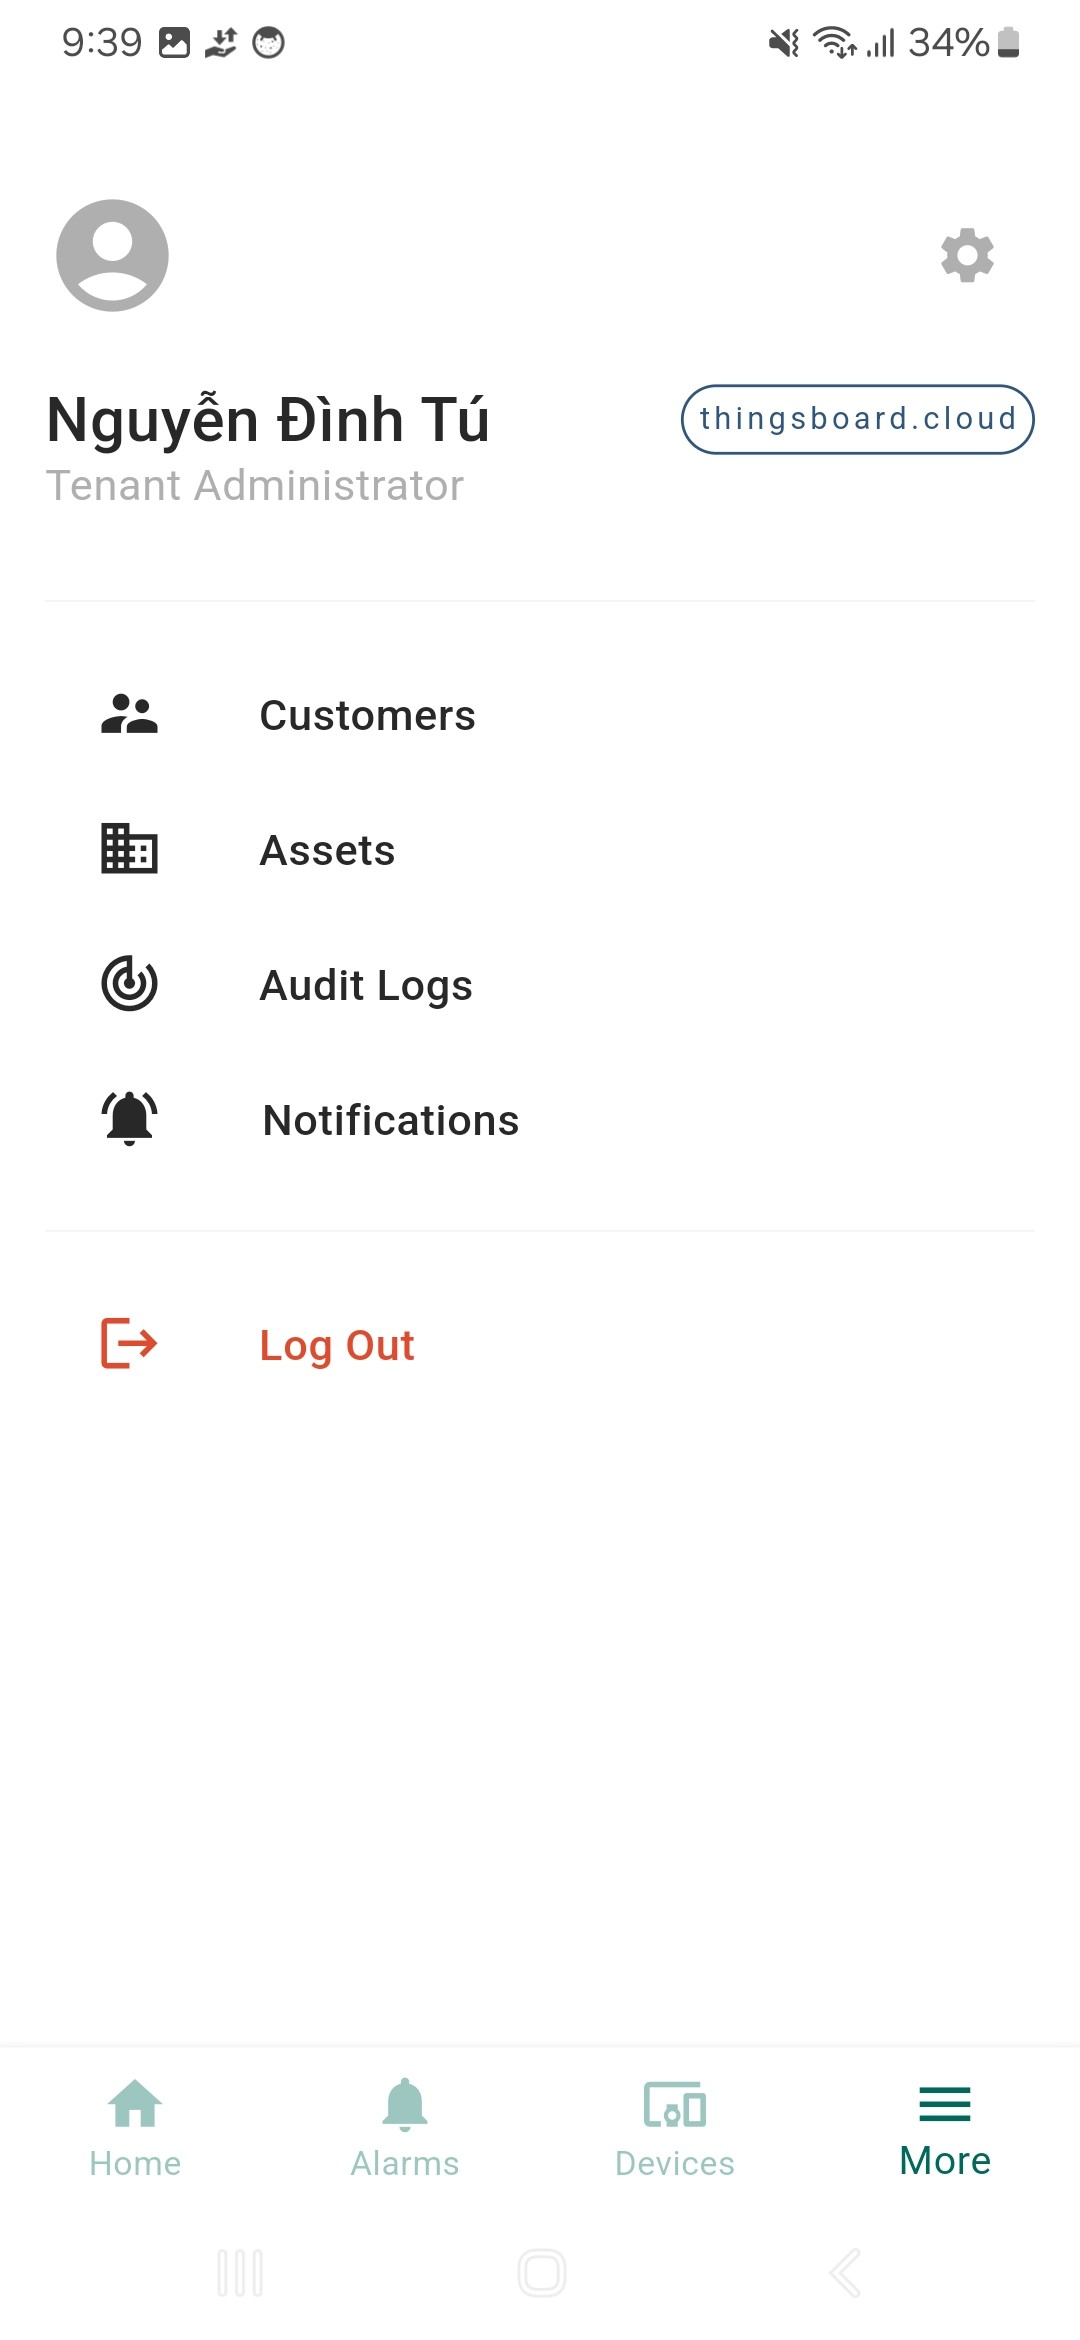 9:39
34%
Nguyễn Đình Tú
thingsboard.cloud
Tenant Administrator
Customers
Assets
Audit Logs
Notifications
Log Out
Home
Alarms
Devices
More